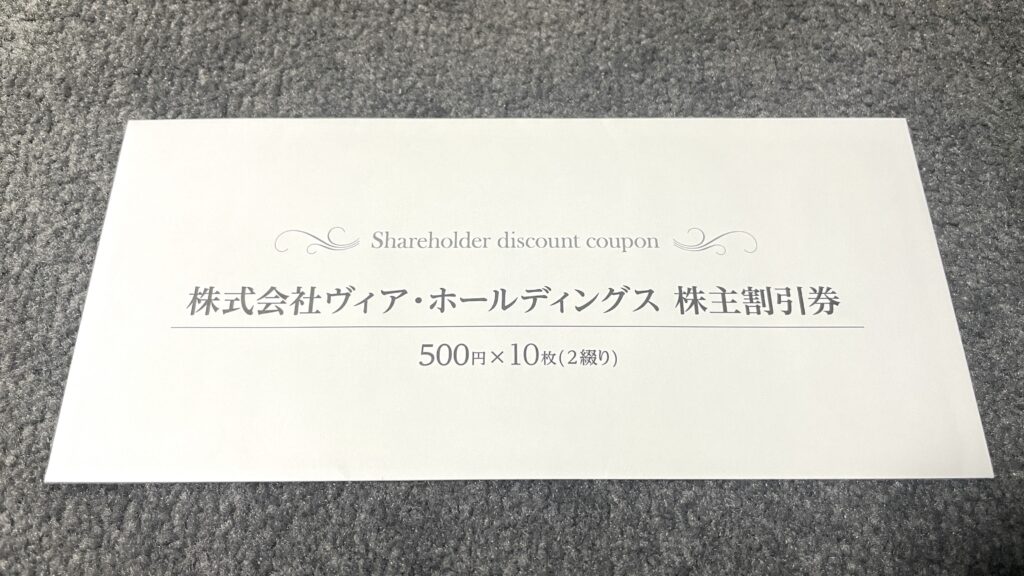 Shareholder discount coupon
株式会社ヴィア・ホールディングス 株主割引券
500円×10枚(2綴り)